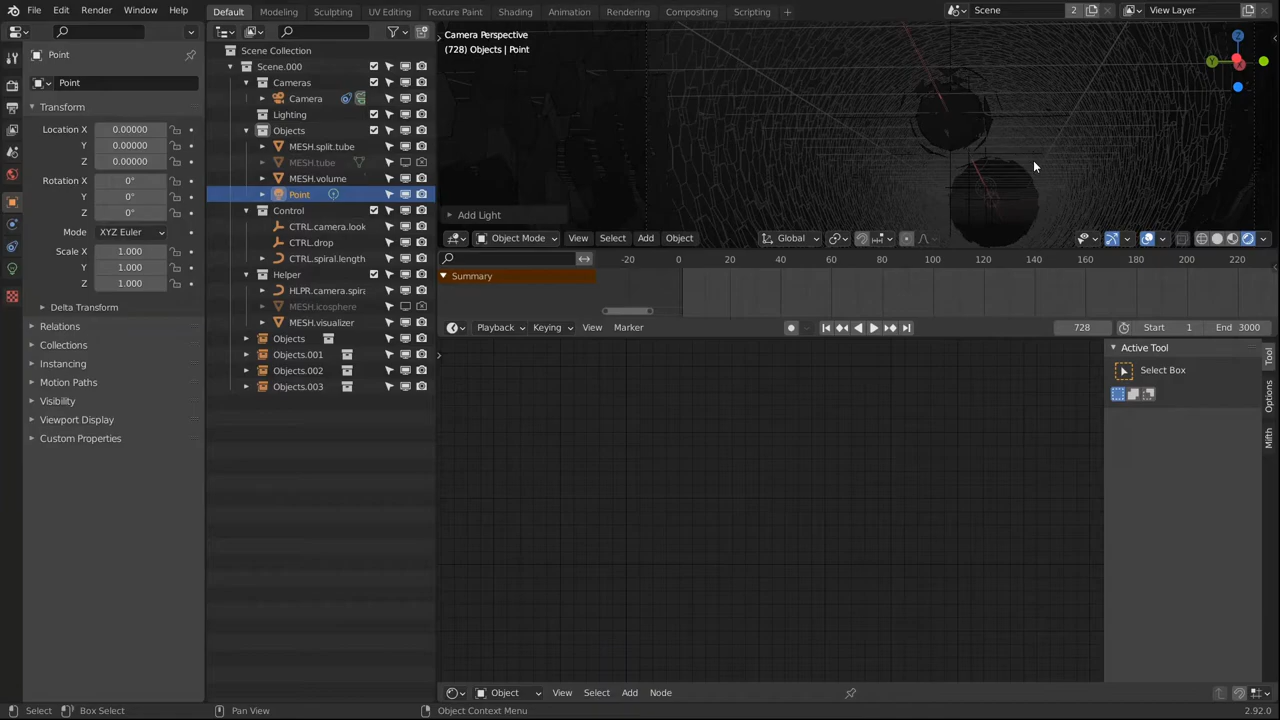 File Edit Render Window Help Default Modeling Sculpting UV Editing Texture Paint Shading Animation Rendering Compositing Scripting + Scene 2 View Layer
Point
Point
Transform
Location X 0.00000
Y 0.00000
Z 0.00000
Rotation X 0°
Y 0°
Z 0°
Mode XYZ Euler
Scale X 1.000
Y 1.000
Z 1.000
Delta Transform
Relations
Collections
Instancing
Motion Paths
Visibility
Viewport Display
Custom Properties
Scene Collection
Scene.000
Cameras
Camera
Lighting
Objects
MESH.split.tube
MESH.tube
MESH.volume
Point
Control
CTRL.camera.look
CTRL.drop
CTRL.spiral.length
Helper
HLPR.camera.spira
MESH.icosphere
MESH.visualizer
Objects
Objects.001
Objects.002
Objects.003
Camera Perspective
(728) Objects | Point
Z
Y
X
Add Light
Object Mode View Select Add Object Global
-20 0 20 40 60 80 100 120 140 160 180 200 220
Summary
Playback Keying View Marker 728 Start 1 End 3000
Active Tool
Select Box
Tool
Options
Mifth
Object View Select Add Node
Select Box Select Pan View Object Context Menu 2.92.0